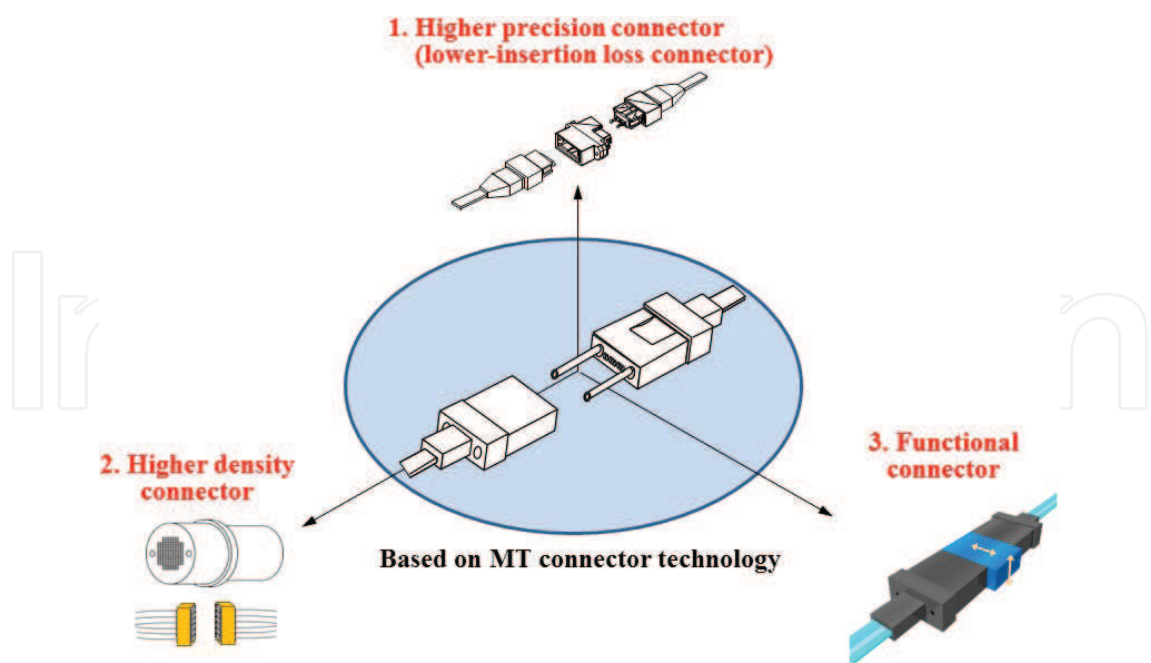 1. Higher precision connector
(lower-insertion loss connector)
2. Higher density
connector
3. Functional
connector
Based on MT connector technology